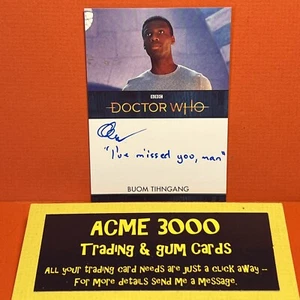 BBC
DOCTOR WHO
"I've missed you, man"
BUOM TIHNGANG
ACME 3000
Trading & Gum Cards
All your trading card needs are just a click away --
For more details send me a message.